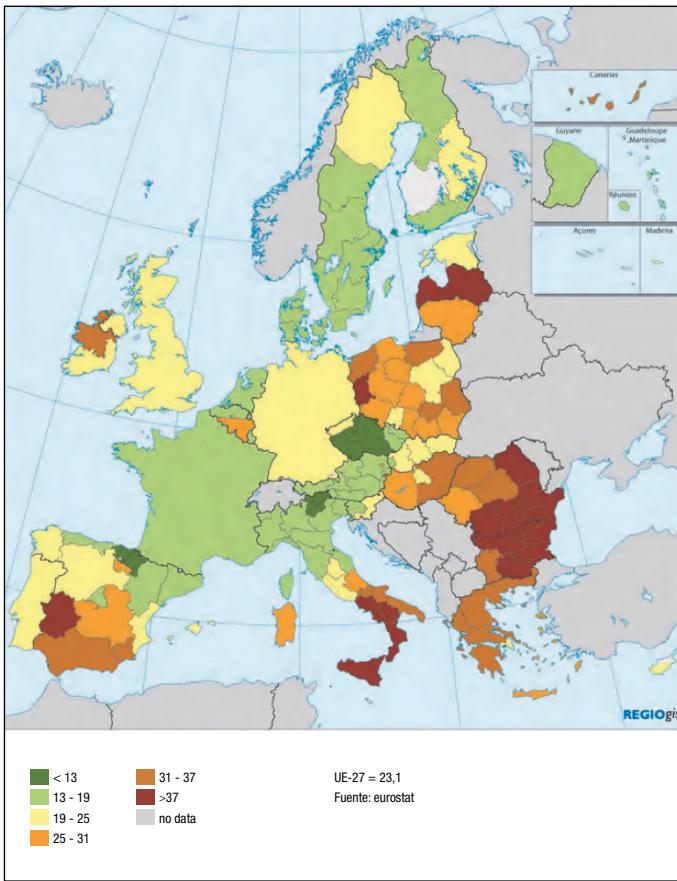 Canarias
Guyane
Guadeloupe
Martinique
Réunion
Açores
Madeira
REGIOgis
< 13
13 - 19
19 - 25
25 - 31
31 - 37
>37
no data
UE-27 = 23,1
Fuente: eurostat